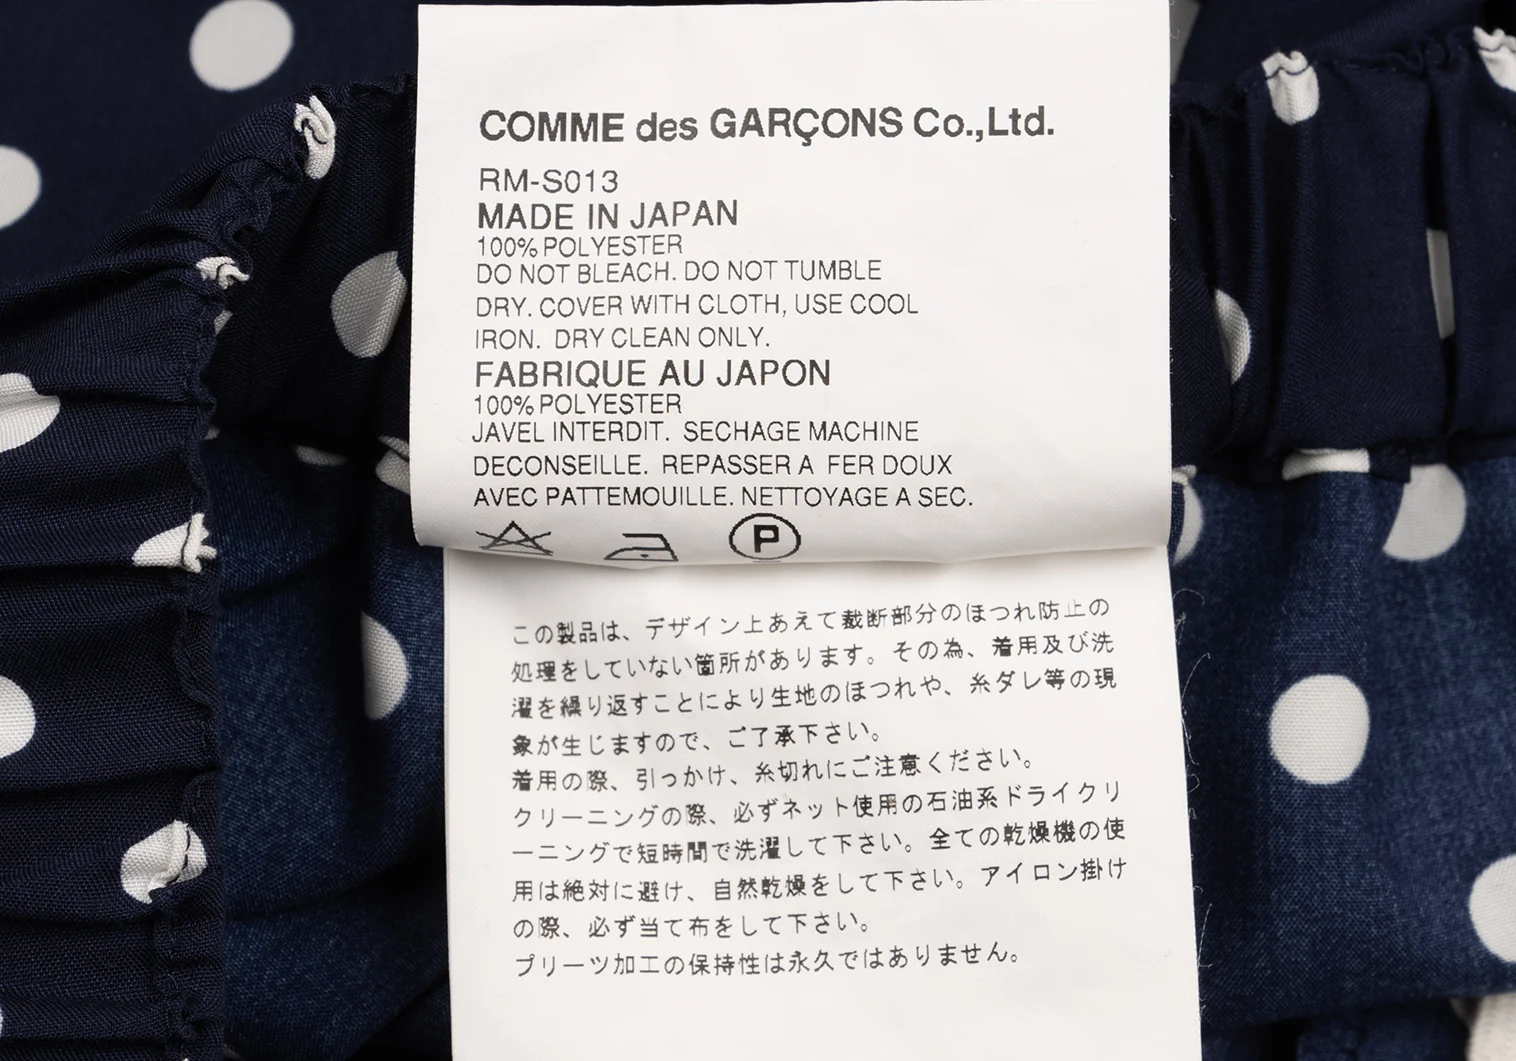 COMME des GARÇONS Co.,Ltd.
RM-S013
MADE IN JAPAN
100% POLYESTER
DO NOT BLEACH. DO NOT TUMBLE
DRY. COVER WITH CLOTH, USE COOL
IRON. DRY CLEAN ONLY.
FABRIQUE AU JAPON
100% POLYESTER
JAVEL INTERDIT. SECHAGE MACHINE
DECONSEILLE. REPASSER A FER DOUX
AVEC PATTEMOUILLE. NETTOYAGE A SEC.
P
この製品は、デザイン上あえて裁断部分のほつれ防止の
処理をしていない箇所があります。その為、着用及び洗
濯を繰り返すことにより生地のほつれや、糸ダレ等の現
象が生じますので、ご了承下さい。
着用の際、引っかけ、糸切れにご注意ください。
クリーニングの際、必ずネット使用の石油系ドライクリ
ーニングで短時間で洗濯して下さい。全ての乾燥機の使
用は絶対に避け、自然乾燥をして下さい。アイロン掛け
の際、必ず当て布をして下さい。
プリーツ加工の保持性は永久ではありません。